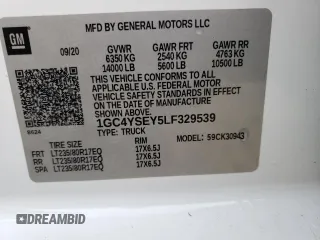 GM
MFD BY GENERAL MOTORS LLC
09/20
GVWR GAWR FRT GAWR RR
6350 KG 2540 KG 4763 KG
14000 LB 5600 LB 10500 LB
THIS VEHICLE CONFORMS TO ALL
APPLICABLE U.S. FEDERAL MOTOR
VEHICLE SAFETY STANDARDS IN
EFFECT ON THE DATE OF
MANUFACTURE SHOWN ABOVE.
1GC4YSEY5LF329539
TYPE: TRUCK
8624
TIRE SIZE RIM 59CK30943
FRT LT235/80R17EQ 17X6.5J
RR LT235/80R17EQ 17X6.5J
SPA LT235/80R17EQ 17X6.5J
© DEALERCLUB